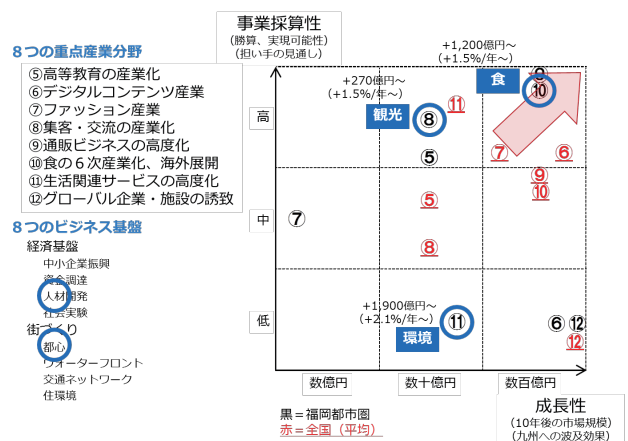 事業採算性
（勝算、実現可能性）
（担い手の見通し）
８つの重点産業分野
⑤高等教育の産業化
⑥デジタルコンテンツ産業
⑦ファッション産業
⑧集客・交流の産業化
⑨通販ビジネスの高度化
⑩食の６次産業化、海外展開
⑪生活関連サービスの高度化
⑫グローバル企業・施設の誘致
８つのビジネス基盤
経済基盤
中小企業振興
資金調達
人材開発
社会実験
街づくり
都心
ウォーターフロント
交通ネットワーク
住環境
高
中
低
+1,200億円～
（+1.5%/年～）
食
⑨
⑩
+270億円～
（+1.5%/年～）
観光
⑧
⑪
⑤
⑦
⑥
⑨
⑩
⑤
⑦
⑧
+1,900億円～
（+2.1%/年～）
環境
⑪
⑥
⑫
⑫
数億円
数十億円
数百億円
成長性
（10年後の市場規模）
（九州への波及効果）
黒＝福岡都市圏
赤＝全国（平均）